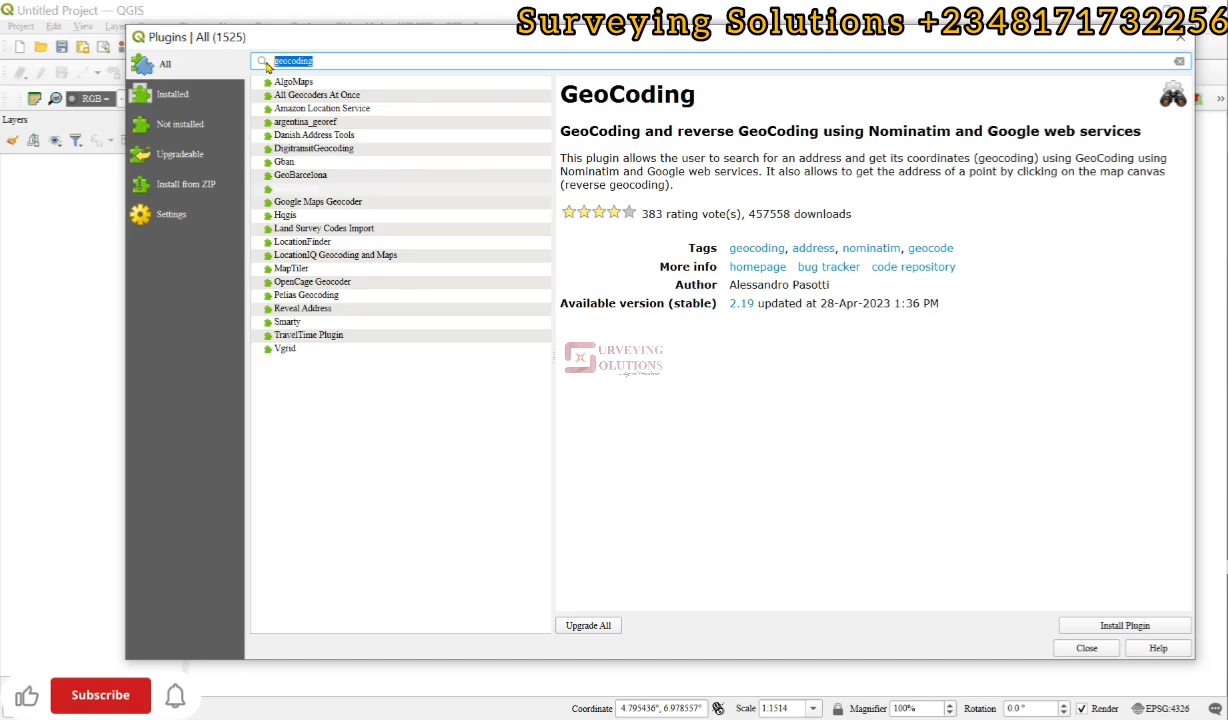 Untitled Project — QGIS
Surveying Solutions +2348171732256
Project Edit View Layer
Plugins | All (1525)
All
geocoding
Installed
Not installed
Upgradeable
Install from ZIP
Settings
RGB
Layers
AlgoMaps
All Geocoders At Once
Amazon Location Service
argentina_georef
Danish Address Tools
DigitransitGeocoding
Gban
GeoBarcelona
Google Maps Geocoder
Hqgis
Land Survey Codes Import
LocationFinder
LocationIQ Geocoding and Maps
MapTiler
OpenCage Geocoder
Pelias Geocoding
Reveal Address
Smarty
TravelTime Plugin
Vgrid
GeoCoding
GeoCoding and reverse GeoCoding using Nominatim and Google web services
This plugin allows the user to search for an address and get its coordinates (geocoding) using GeoCoding using
Nominatim and Google web services. It also allows to get the address of a point by clicking on the map canvas
(reverse geocoding).
383 rating vote(s), 457558 downloads
Tags geocoding, address, nominatim, geocode
More info homepage bug tracker code repository
Author Alessandro Pasotti
Available version (stable) 2.19 updated at 28-Apr-2023 1:36 PM
SURVEYING
SOLUTIONS
Upgrade All
Install Plugin
Close
Help
Subscribe
Coordinate 4.795436°, 6.978557° Scale 1:1514 Magnifier 100% Rotation 0.0 ° Render EPSG:4326